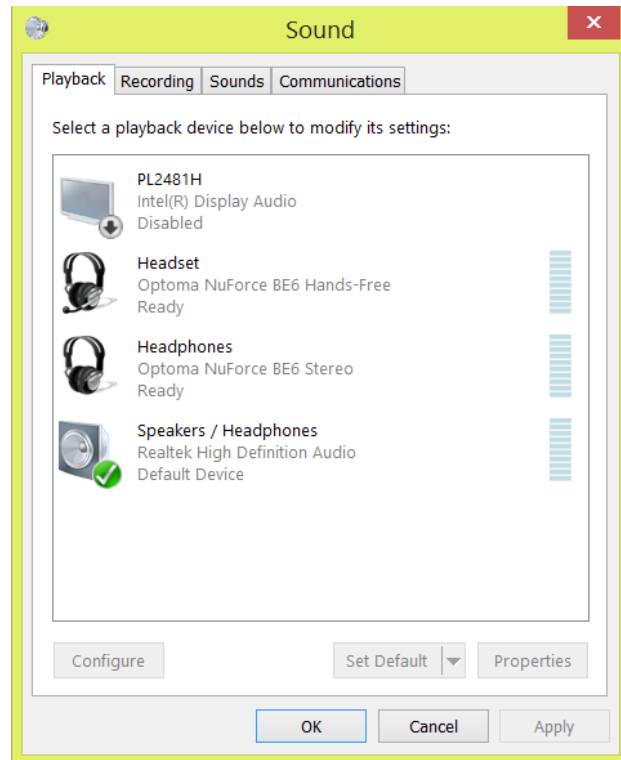 Sound
Playback Recording Sounds Communications
Select a playback device below to modify its settings:
PL2481H
Intel(R) Display Audio
Disabled
Headset
Optoma NuForce BE6 Hands-Free
Ready
Headphones
Optoma NuForce BE6 Stereo
Ready
Speakers / Headphones
Realtek High Definition Audio
Default Device
Configure Set Default Properties
OK Cancel Apply